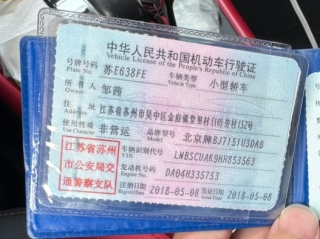 中华人民共和国机动车行驶证
Vehicle License of the People's Republic of China
号牌号码 苏E638FE 车辆类型 小型轿车
Plate No. Vehicle Type
所有人 邹茜
Owner
住址 江苏省苏州市吴中区金庭镇
Address
使用性质 非营运 品牌型号 北京牌BJ7151U3DAB
Use Character Model
江苏省苏州 车辆识别代号 LWBSCUAK9HR853563
VIN
市公安局交 发动机号码 DA04H335753
Engine No.
通警察支队 注册日期 2018-05-08 发证日期 2018-05-08
Register Date Issue Date